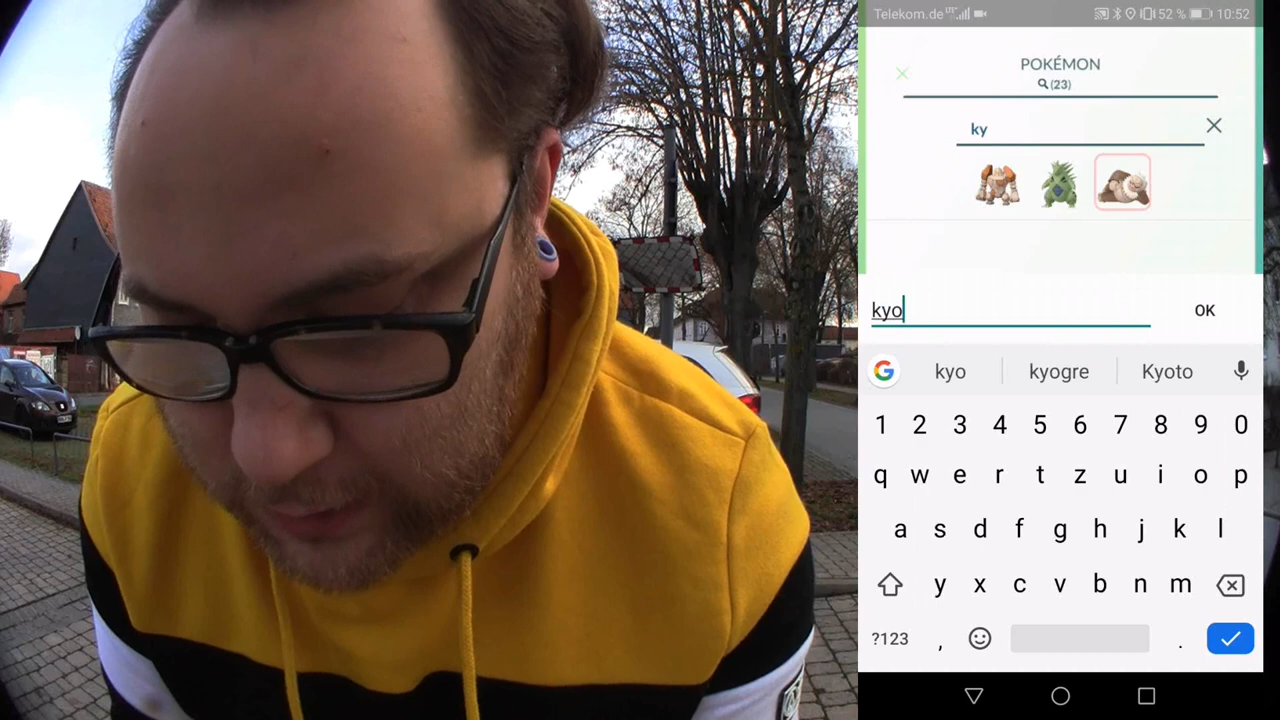 Telekom.de LTE 52 % 10:52
POKÉMON
(23)
ky
kyo OK
kyo kyogre Kyoto
1 2 3 4 5 6 7 8 9 0
q w e r t z u i o p
a s d f g h j k l
y x c v b n m
?123 , .